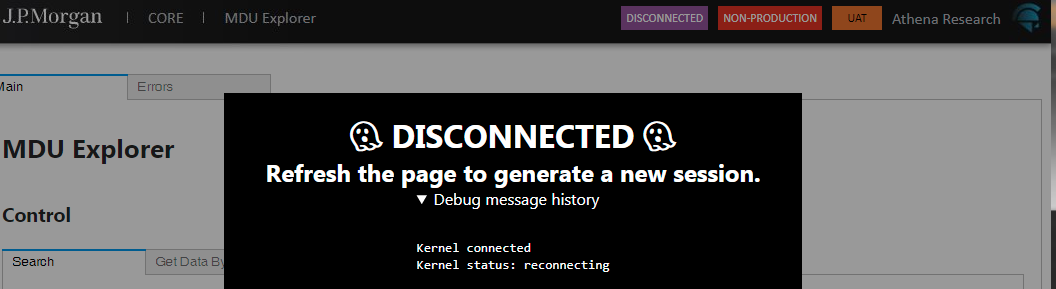 J.P.Morgan | CORE | MDU Explorer DISCONNECTED NON-PRODUCTION UAT Athena Research
Main Errors
DISCONNECTED
Refresh the page to generate a new session.
MDU Explorer
▼ Debug message history
Control
Kernel connected
Search Get Data By
Kernel status: reconnecting